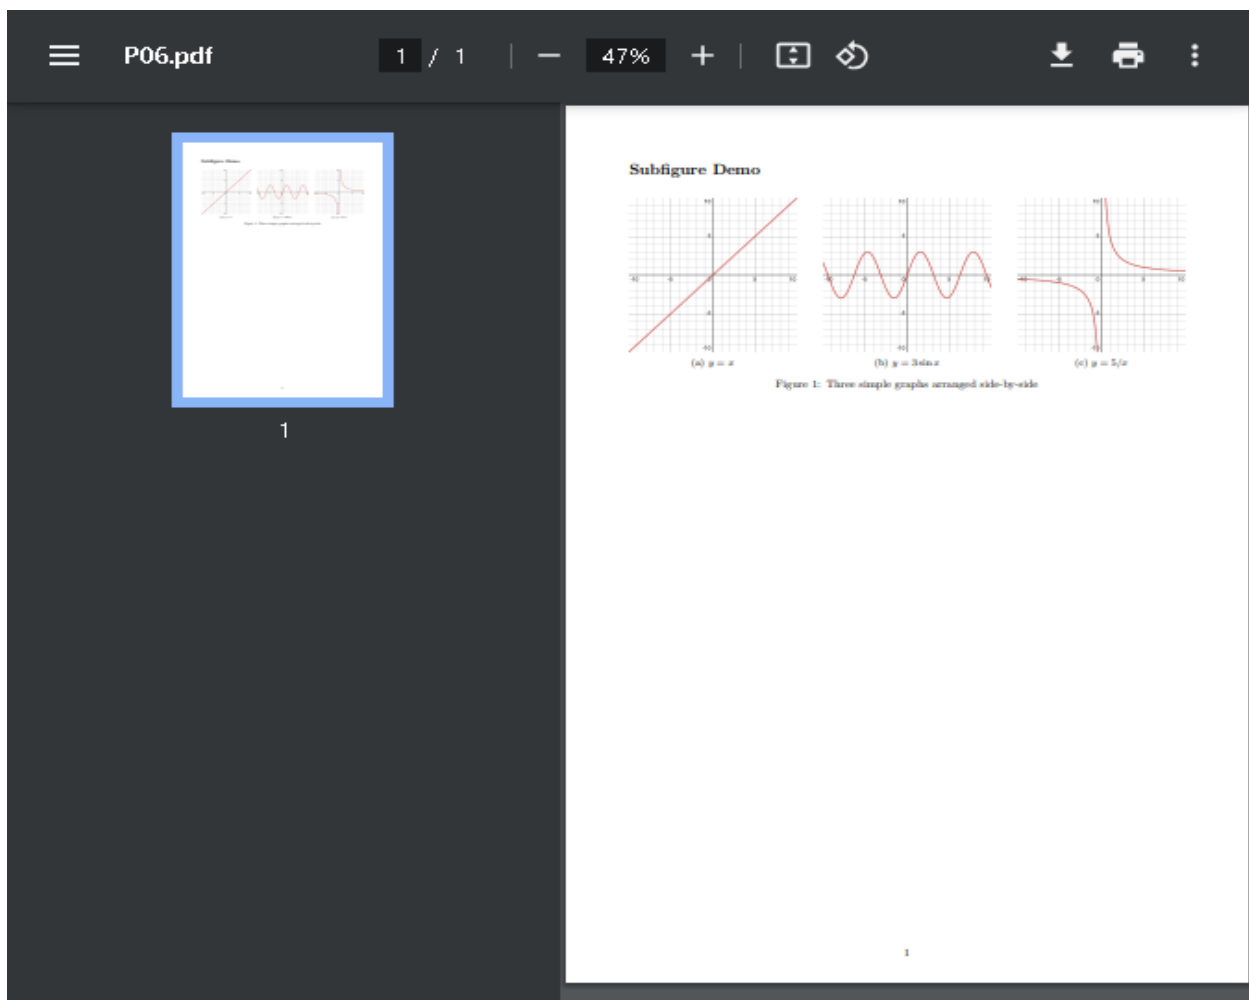 P06.pdf
1 / 1
47%
1
Subfigure Demo
(a) y = x
(b) y = 3 sin x
(c) y = 5/x
Figure 1: Three simple graphs arranged side-by-side
1